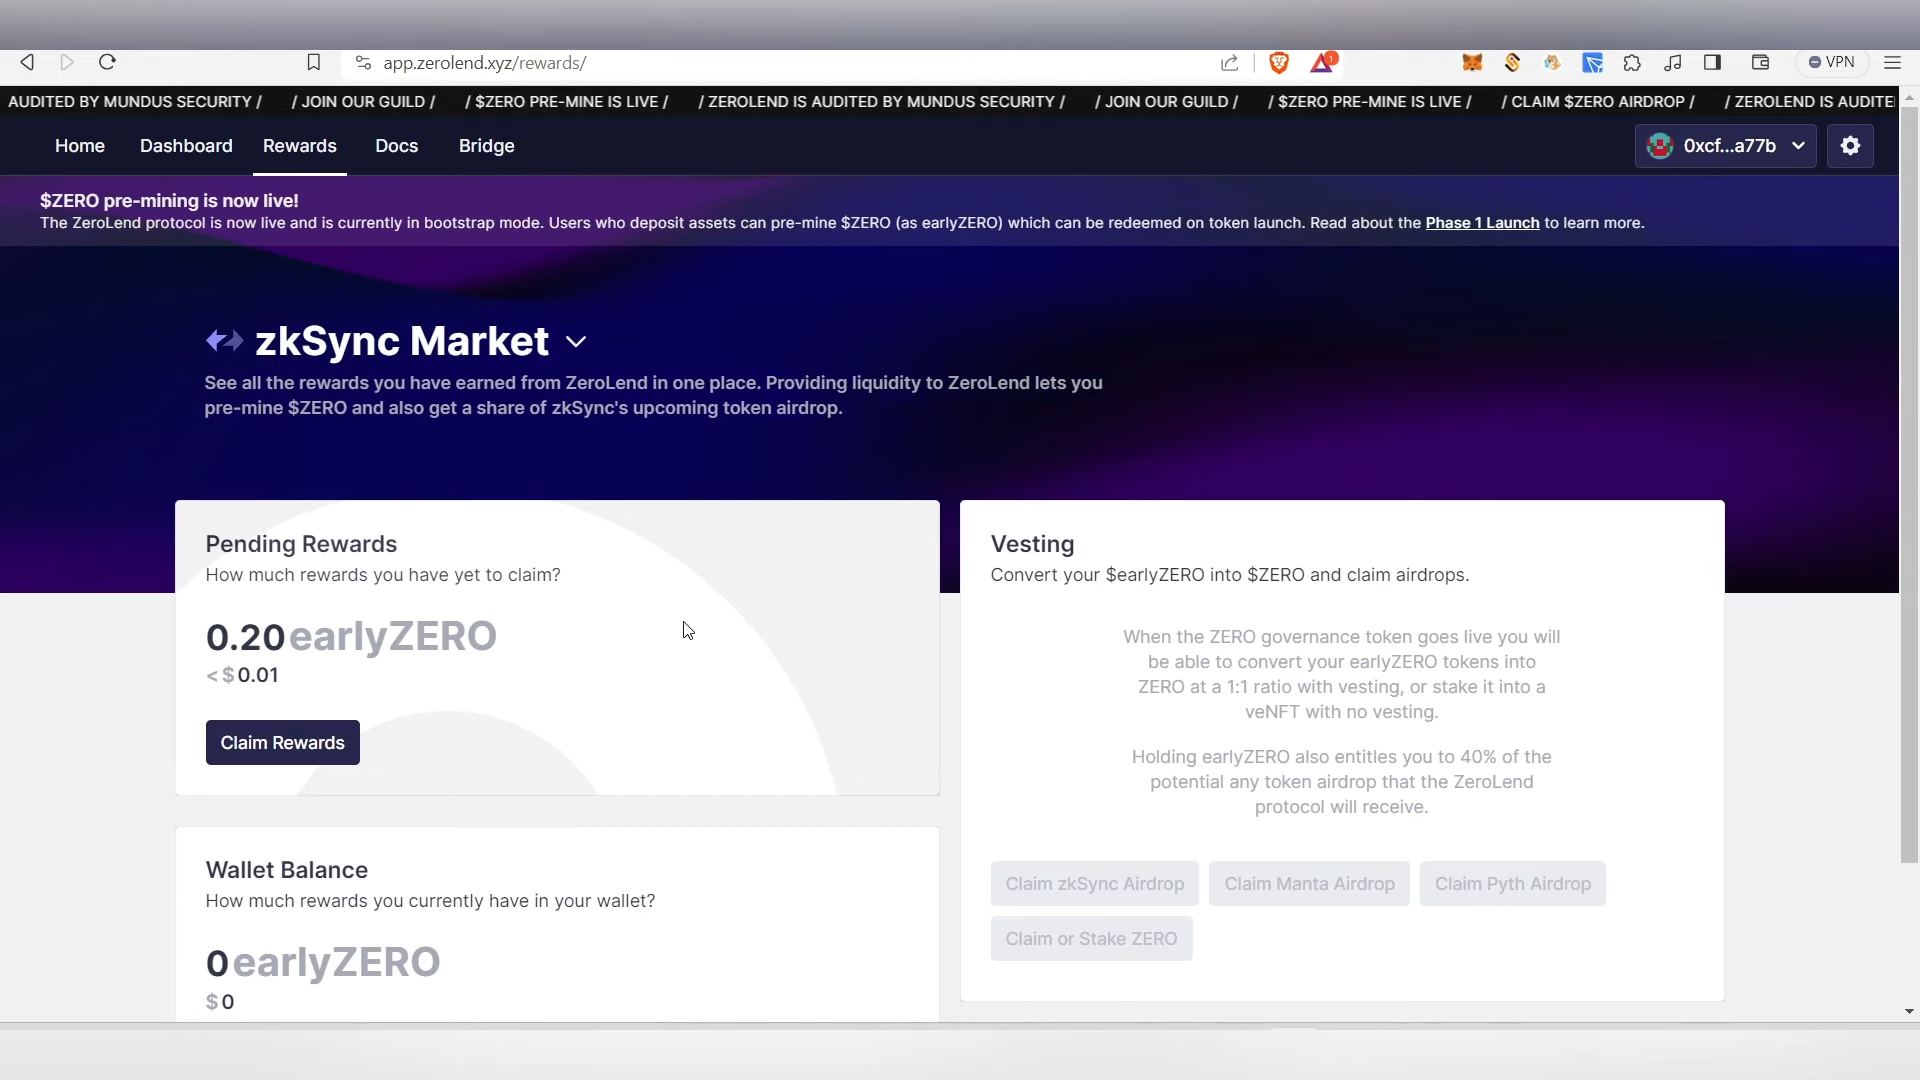 app.zerolend.xyz/rewards/
1
VPN
AUDITED BY MUNDUS SECURITY / / JOIN OUR GUILD / / $ZERO PRE-MINE IS LIVE / / ZEROLEND IS AUDITED BY MUNDUS SECURITY / / JOIN OUR GUILD / / $ZERO PRE-MINE IS LIVE / / CLAIM $ZERO AIRDROP / / ZEROLEND IS AUDITE
Home Dashboard Rewards Docs Bridge
0xcf...a77b
$ZERO pre-mining is now live!
The ZeroLend protocol is now live and is currently in bootstrap mode. Users who deposit assets can pre-mine $ZERO (as earlyZERO) which can be redeemed on token launch. Read about the Phase 1 Launch to learn more.
zkSync Market
See all the rewards you have earned from ZeroLend in one place. Providing liquidity to ZeroLend lets you
pre-mine $ZERO and also get a share of zkSync's upcoming token airdrop.
Pending Rewards
How much rewards you have yet to claim?
0.20 earlyZERO
< $ 0.01
Claim Rewards
Wallet Balance
How much rewards you currently have in your wallet?
0 earlyZERO
$ 0
Vesting
Convert your $earlyZERO into $ZERO and claim airdrops.
When the ZERO governance token goes live you will
be able to convert your earlyZERO tokens into
ZERO at a 1:1 ratio with vesting, or stake it into a
veNFT with no vesting.
Holding earlyZERO also entitles you to 40% of the
potential any token airdrop that the ZeroLend
protocol will receive.
Claim zkSync Airdrop
Claim Manta Airdrop
Claim Pyth Airdrop
Claim or Stake ZERO